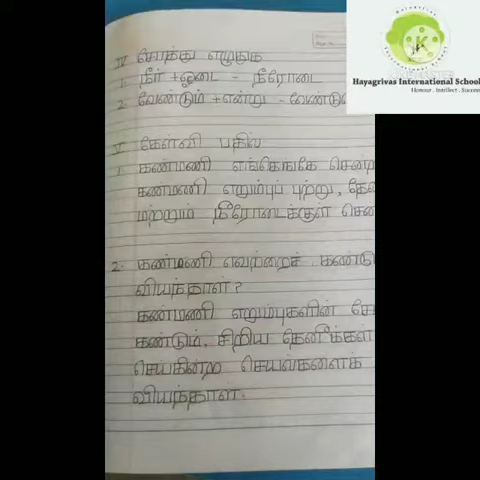 IV சேர்த்து எழுதுக
1. நீர் + ஓடை - நீரோடை
2. வேண்டும் + என்று - வேண்டு
V கேள்வி பதில்
1. கண்மணி எங்கெங்கே
கண்மணி எறும்புப் புற்று,
மற்றும் நீரோடைக்குள்
2. கண்மணி எவற்றைச் கண்டு
வியந்தாள்?
கண்மணி எறும்புகளின்
கண்டும், சிறிய தேனீக்கள்
செய்கின்ற செயல்களைக்
வியந்தாள்.
Hayagrivas International School
Honour . Intellect . Success